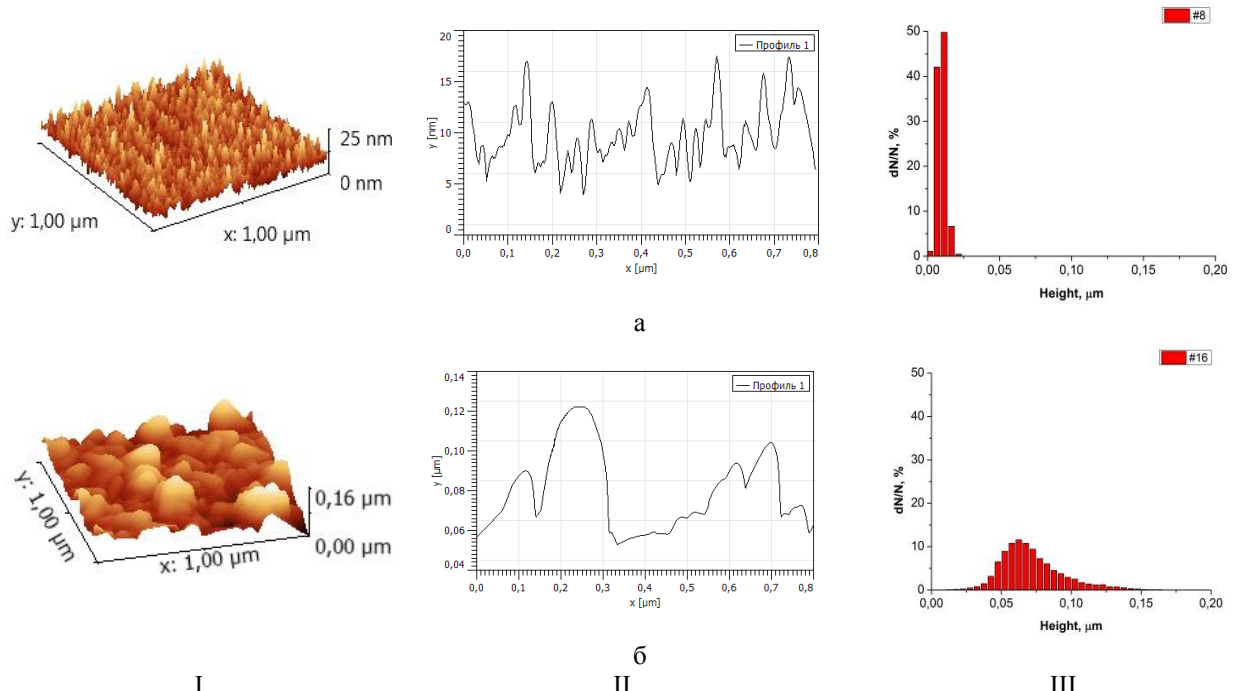 25 nm
0 nm
y: 1,00 µm
x: 1,00 µm
20
15
10
5
0
y [nm]
Профиль 1
0,0 0,1 0,2 0,3 0,4 0,5 0,6 0,7 0,8
x [µm]
#8
50
40
30
20
10
0
dN/N, %
0,00 0,05 0,10 0,15 0,20
Height, µm
а
0,16 µm
0,00 µm
y: 1,00 µm
x: 1,00 µm
0,14
0,12
0,10
0,08
0,06
0,04
y [µm]
Профиль 1
0,0 0,1 0,2 0,3 0,4 0,5 0,6 0,7 0,8
x [µm]
#16
50
40
30
20
10
0
dN/N, %
0,00 0,05 0,10 0,15 0,20
Height, µm
б
I II III